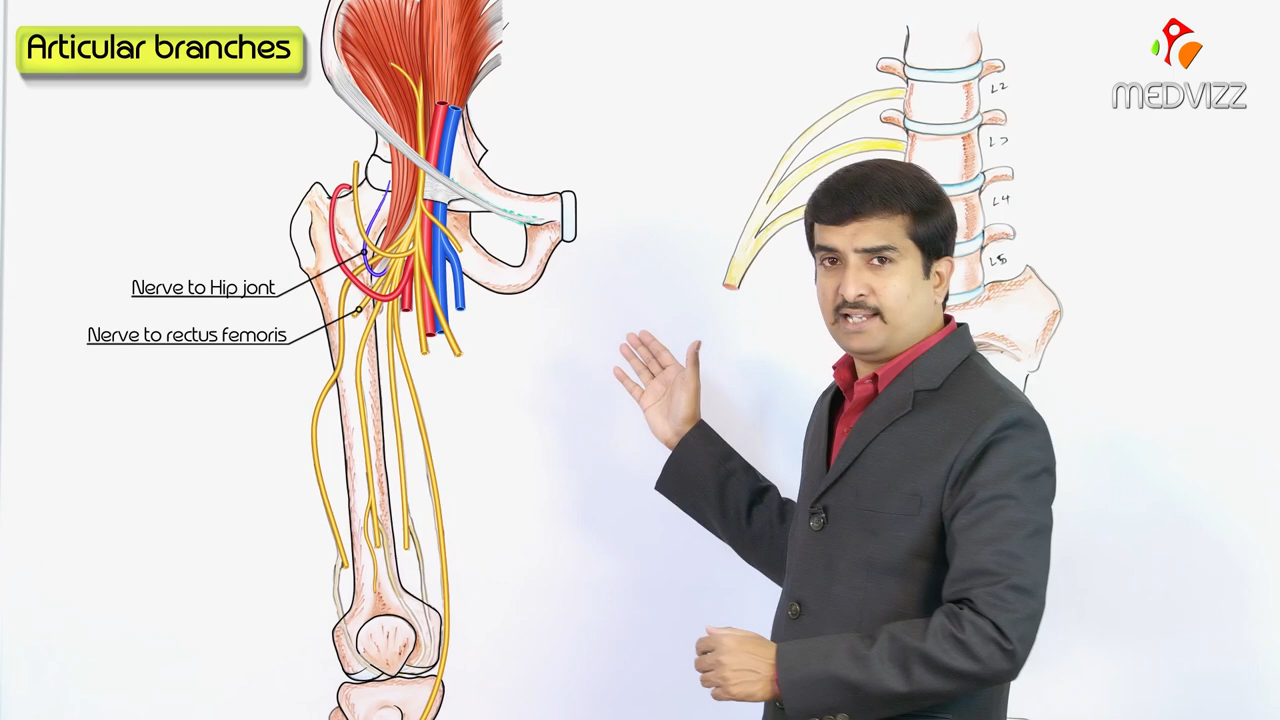 Articular branches
MEDVIZZ
L2
L3
L4
L5
Nerve to Hip jont
Nerve to rectus femoris